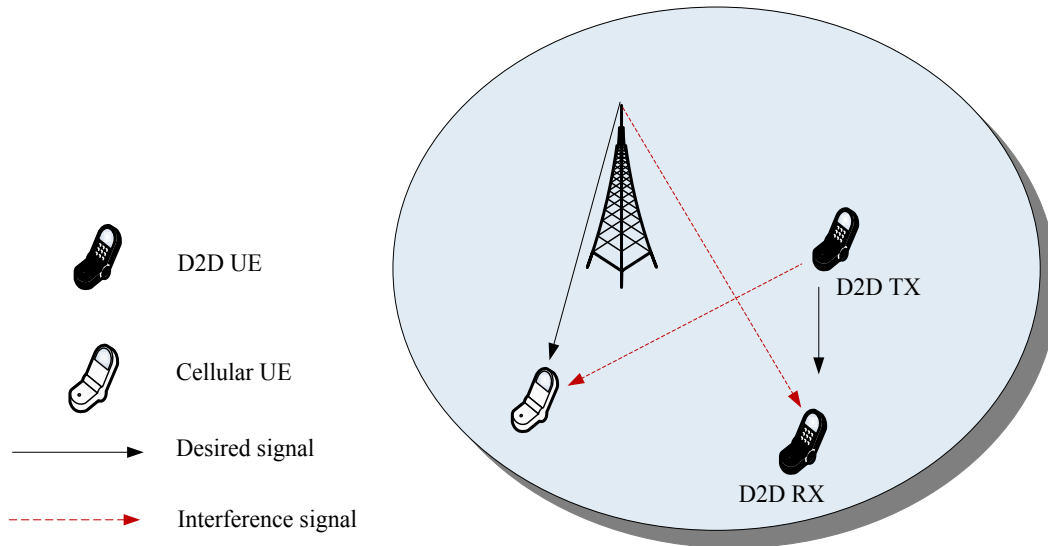 D2D UE
Cellular UE
Desired signal
Interference signal
D2D TX
D2D RX